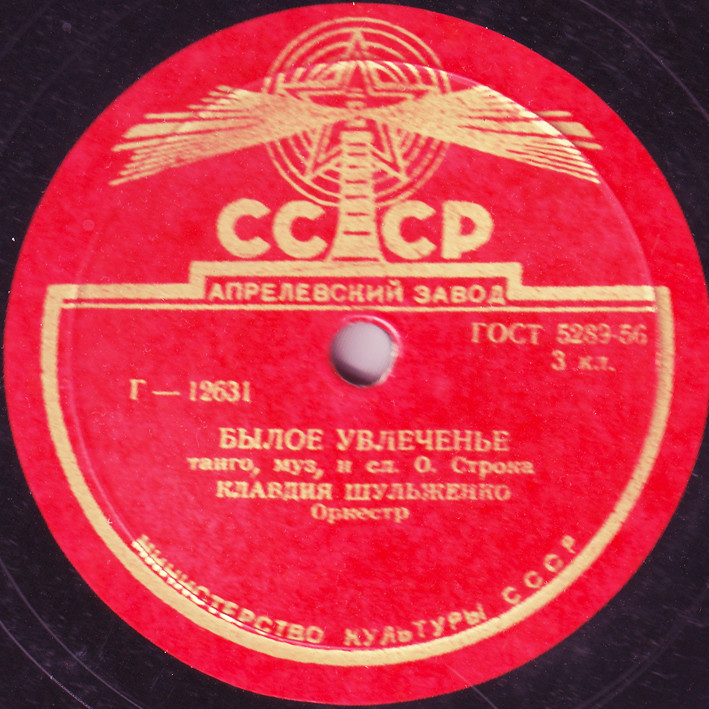 СССР
АПРЕЛЕВСКИЙ ЗАВОД
ГОСТ 5289-56
3 кл.
Г — 12631
БЫЛОЕ УВЛЕЧЕНЬЕ
танго, муз, и сл. О. Строка
КЛАВДИЯ ШУЛЬЖЕНКО
Оркестр
МИНИСТЕРСТВО КУЛЬТУРЫ СССР